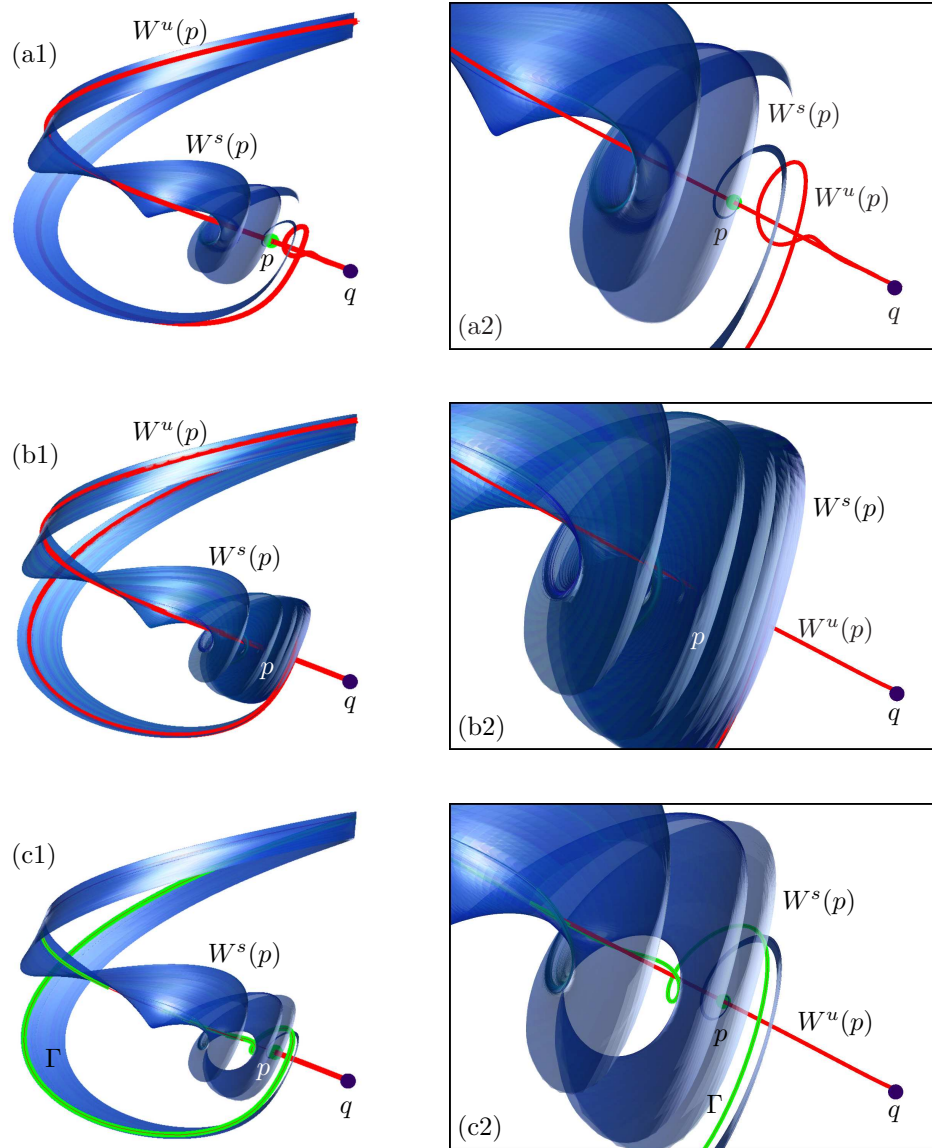 (a1)
W^u(p)
W^s(p)
p
q
(a2)
W^s(p)
W^u(p)
p
q
(b1)
W^u(p)
W^s(p)
p
q
(b2)
W^s(p)
W^u(p)
p
q
(c1)
W^s(p)
Γ
p
q
(c2)
W^s(p)
W^u(p)
p
Γ
q